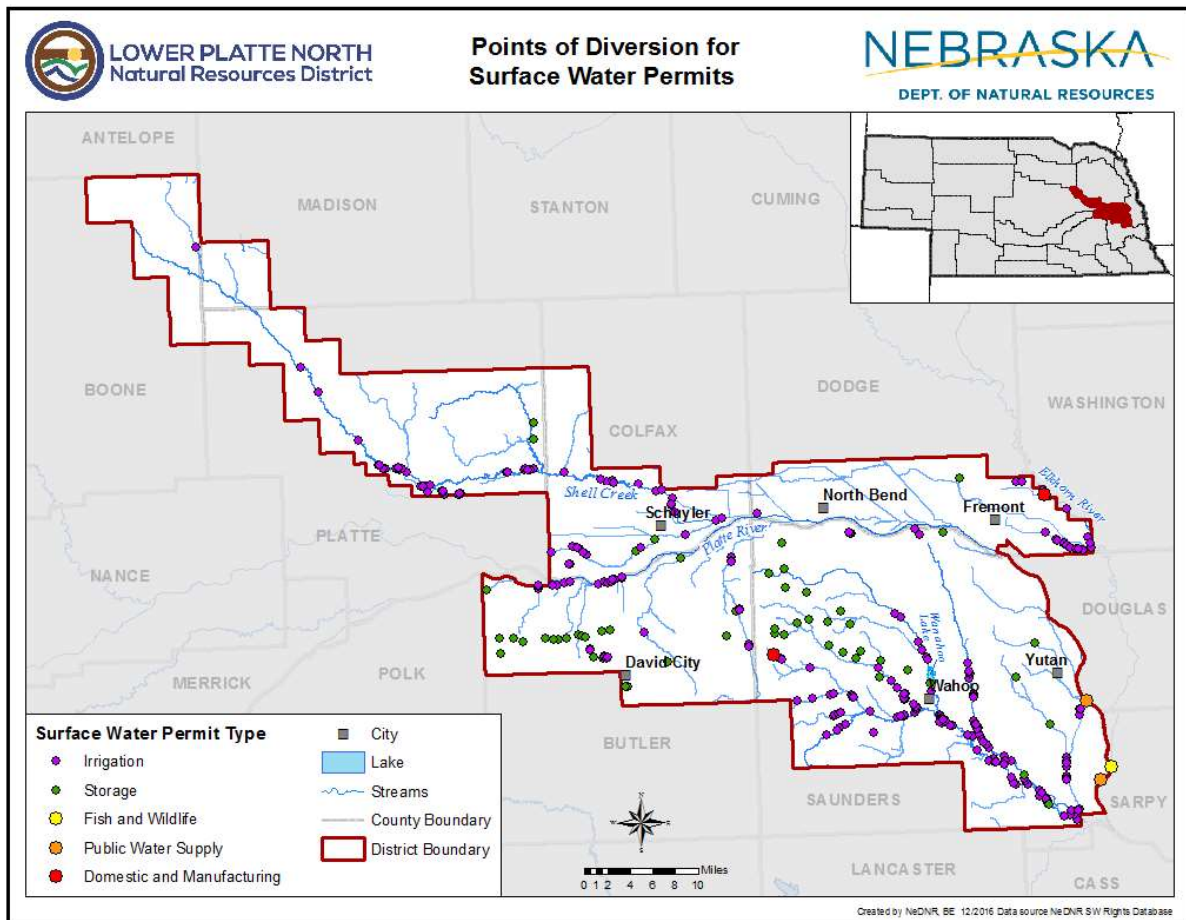 LOWER PLATTE NORTH
Natural Resources District
Points of Diversion for
Surface Water Permits
NEBRASKA
DEPT. OF NATURAL RESOURCES
ANTELOPE
MADISON
STANTON
CUMING
BOONE
DODGE
WASHINGTON
COLFAX
Elkhorn River
North Bend
Fremont
Shell Creek
Schuyler
Platte River
PLATTE
NANCE
DOUGLAS
Wanahoo
Lake
POLK
David City
Yutan
MERRICK
Wahoo
BUTLER
SAUNDERS
SARPY
LANCASTER
CASS
Surface Water Permit Type
Irrigation
Storage
Fish and Wildlife
Public Water Supply
Domestic and Manufacturing
City
Lake
Streams
County Boundary
District Boundary
N
Miles
0 1 2 4 6 8 10
Created by NeDNR, BE 12/2016 Data source NeDNR SW Rights Database